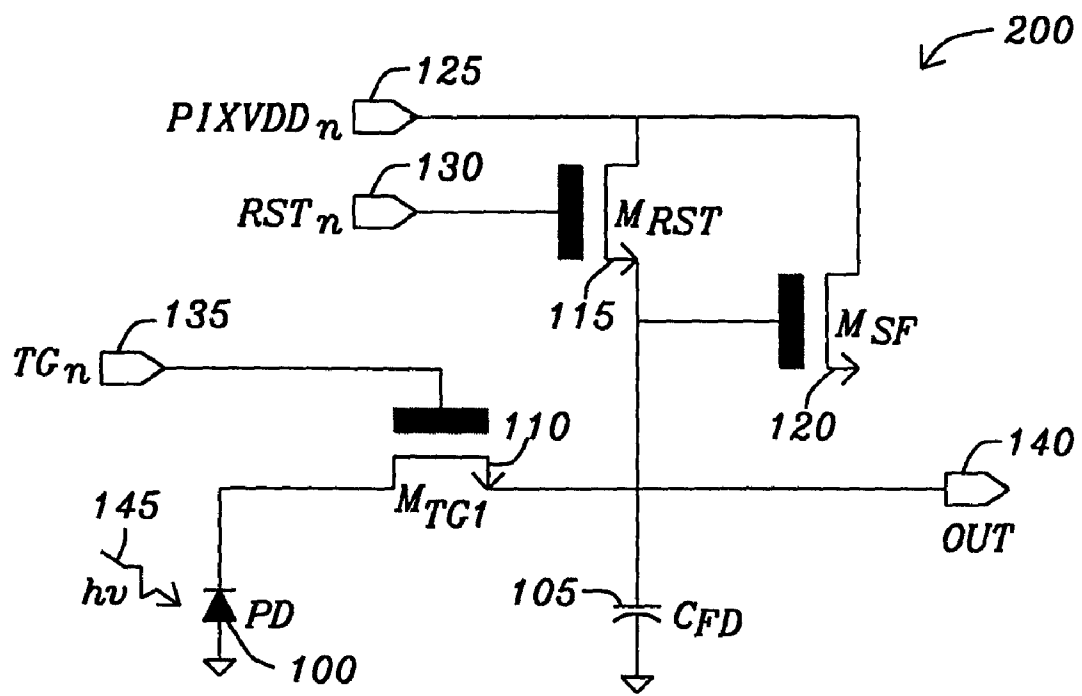 200
125
PIXVDDn
130
RSTn
MRST
115
135
TGn
MSF
120
110
140
MTG1
OUT
145
hν
105
CFD
PD
100